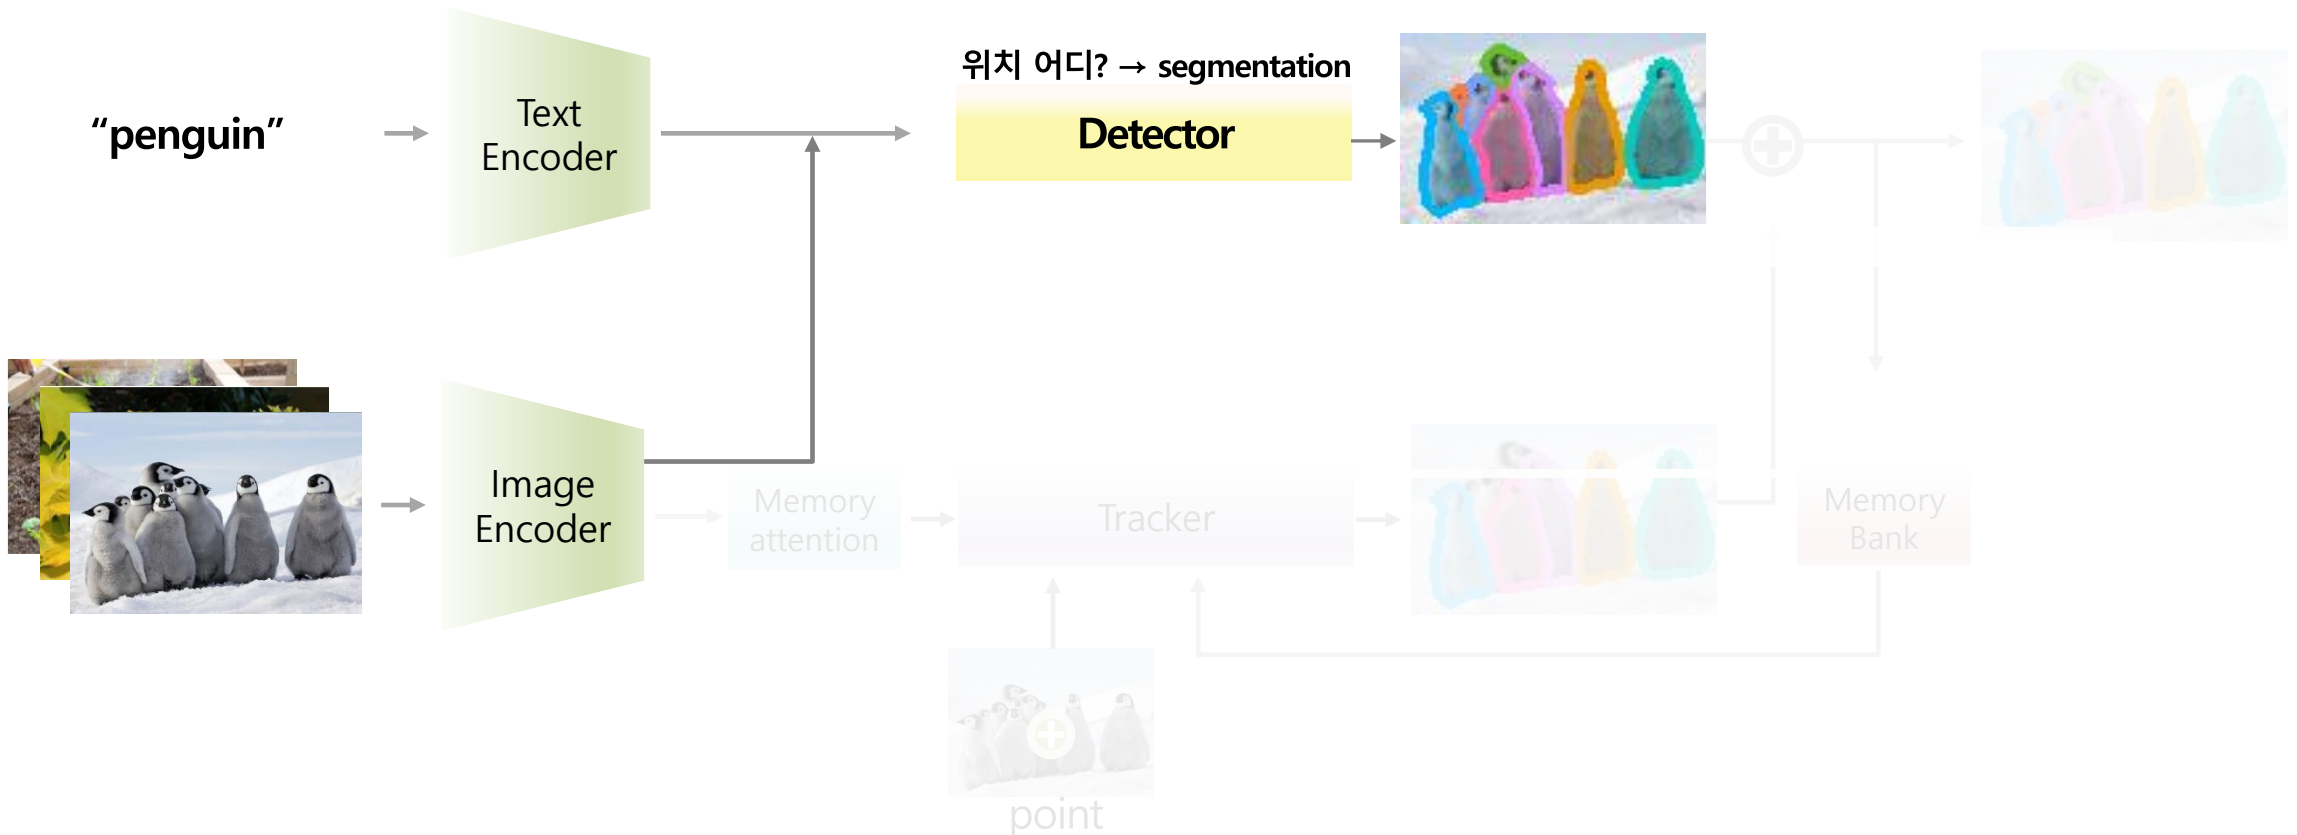 위치 어디? → segmentation
“penguin”
Text
Encoder
Detector
Image
Encoder
Memory
attention
Tracker
Memory
Bank
point